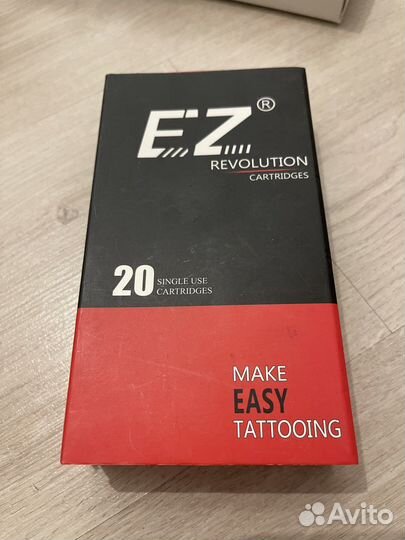 EZ®
REVOLUTION
CARTRIDGES
20 SINGLE USE
CARTRIDGES
MAKE
EASY
TATTOOING
Avito